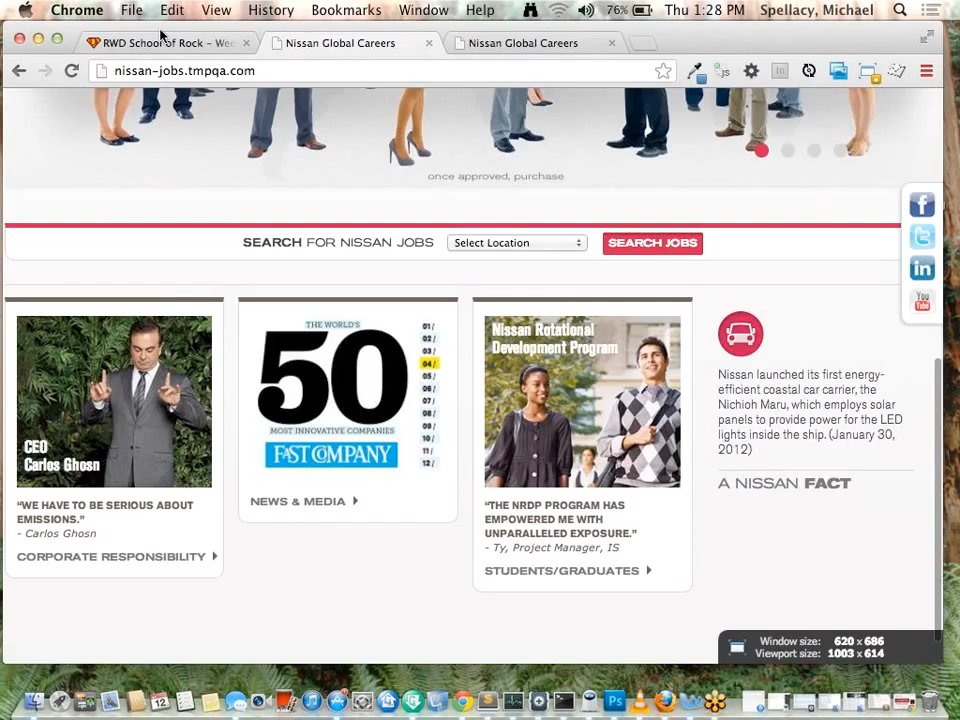 Chrome File Edit View History Bookmarks Window Help 76% Thu 1:28 PM Spellacy, Michael
RWD School of Rock – Wee
Nissan Global Careers
Nissan Global Careers
nissan-jobs.tmpqa.com
once approved, purchase
SEARCH FOR NISSAN JOBS
Select Location
SEARCH JOBS
f
t
in
You
Tube
CEO
Carlos Ghosn
“WE HAVE TO BE SERIOUS ABOUT
EMISSIONS.”
- Carlos Ghosn
CORPORATE RESPONSIBILITY
THE WORLD'S
50
MOST INNOVATIVE COMPANIES
FAST COMPANY
01/
02/
03/
04/
05/
06/
07/
08/
09/
10/
11/
12/
NEWS & MEDIA
Nissan Rotational
Development Program
“THE NRDP PROGRAM HAS
EMPOWERED ME WITH
UNPARALLELED EXPOSURE.”
- Ty, Project Manager, IS
STUDENTS/GRADUATES
Nissan launched its first energy-
efficient coastal car carrier, the
Nichioh Maru, which employs solar
panels to provide power for the LED
lights inside the ship. (January 30,
2012)
A NISSAN FACT
Window size: 620 x 686
Viewport size: 1003 x 614